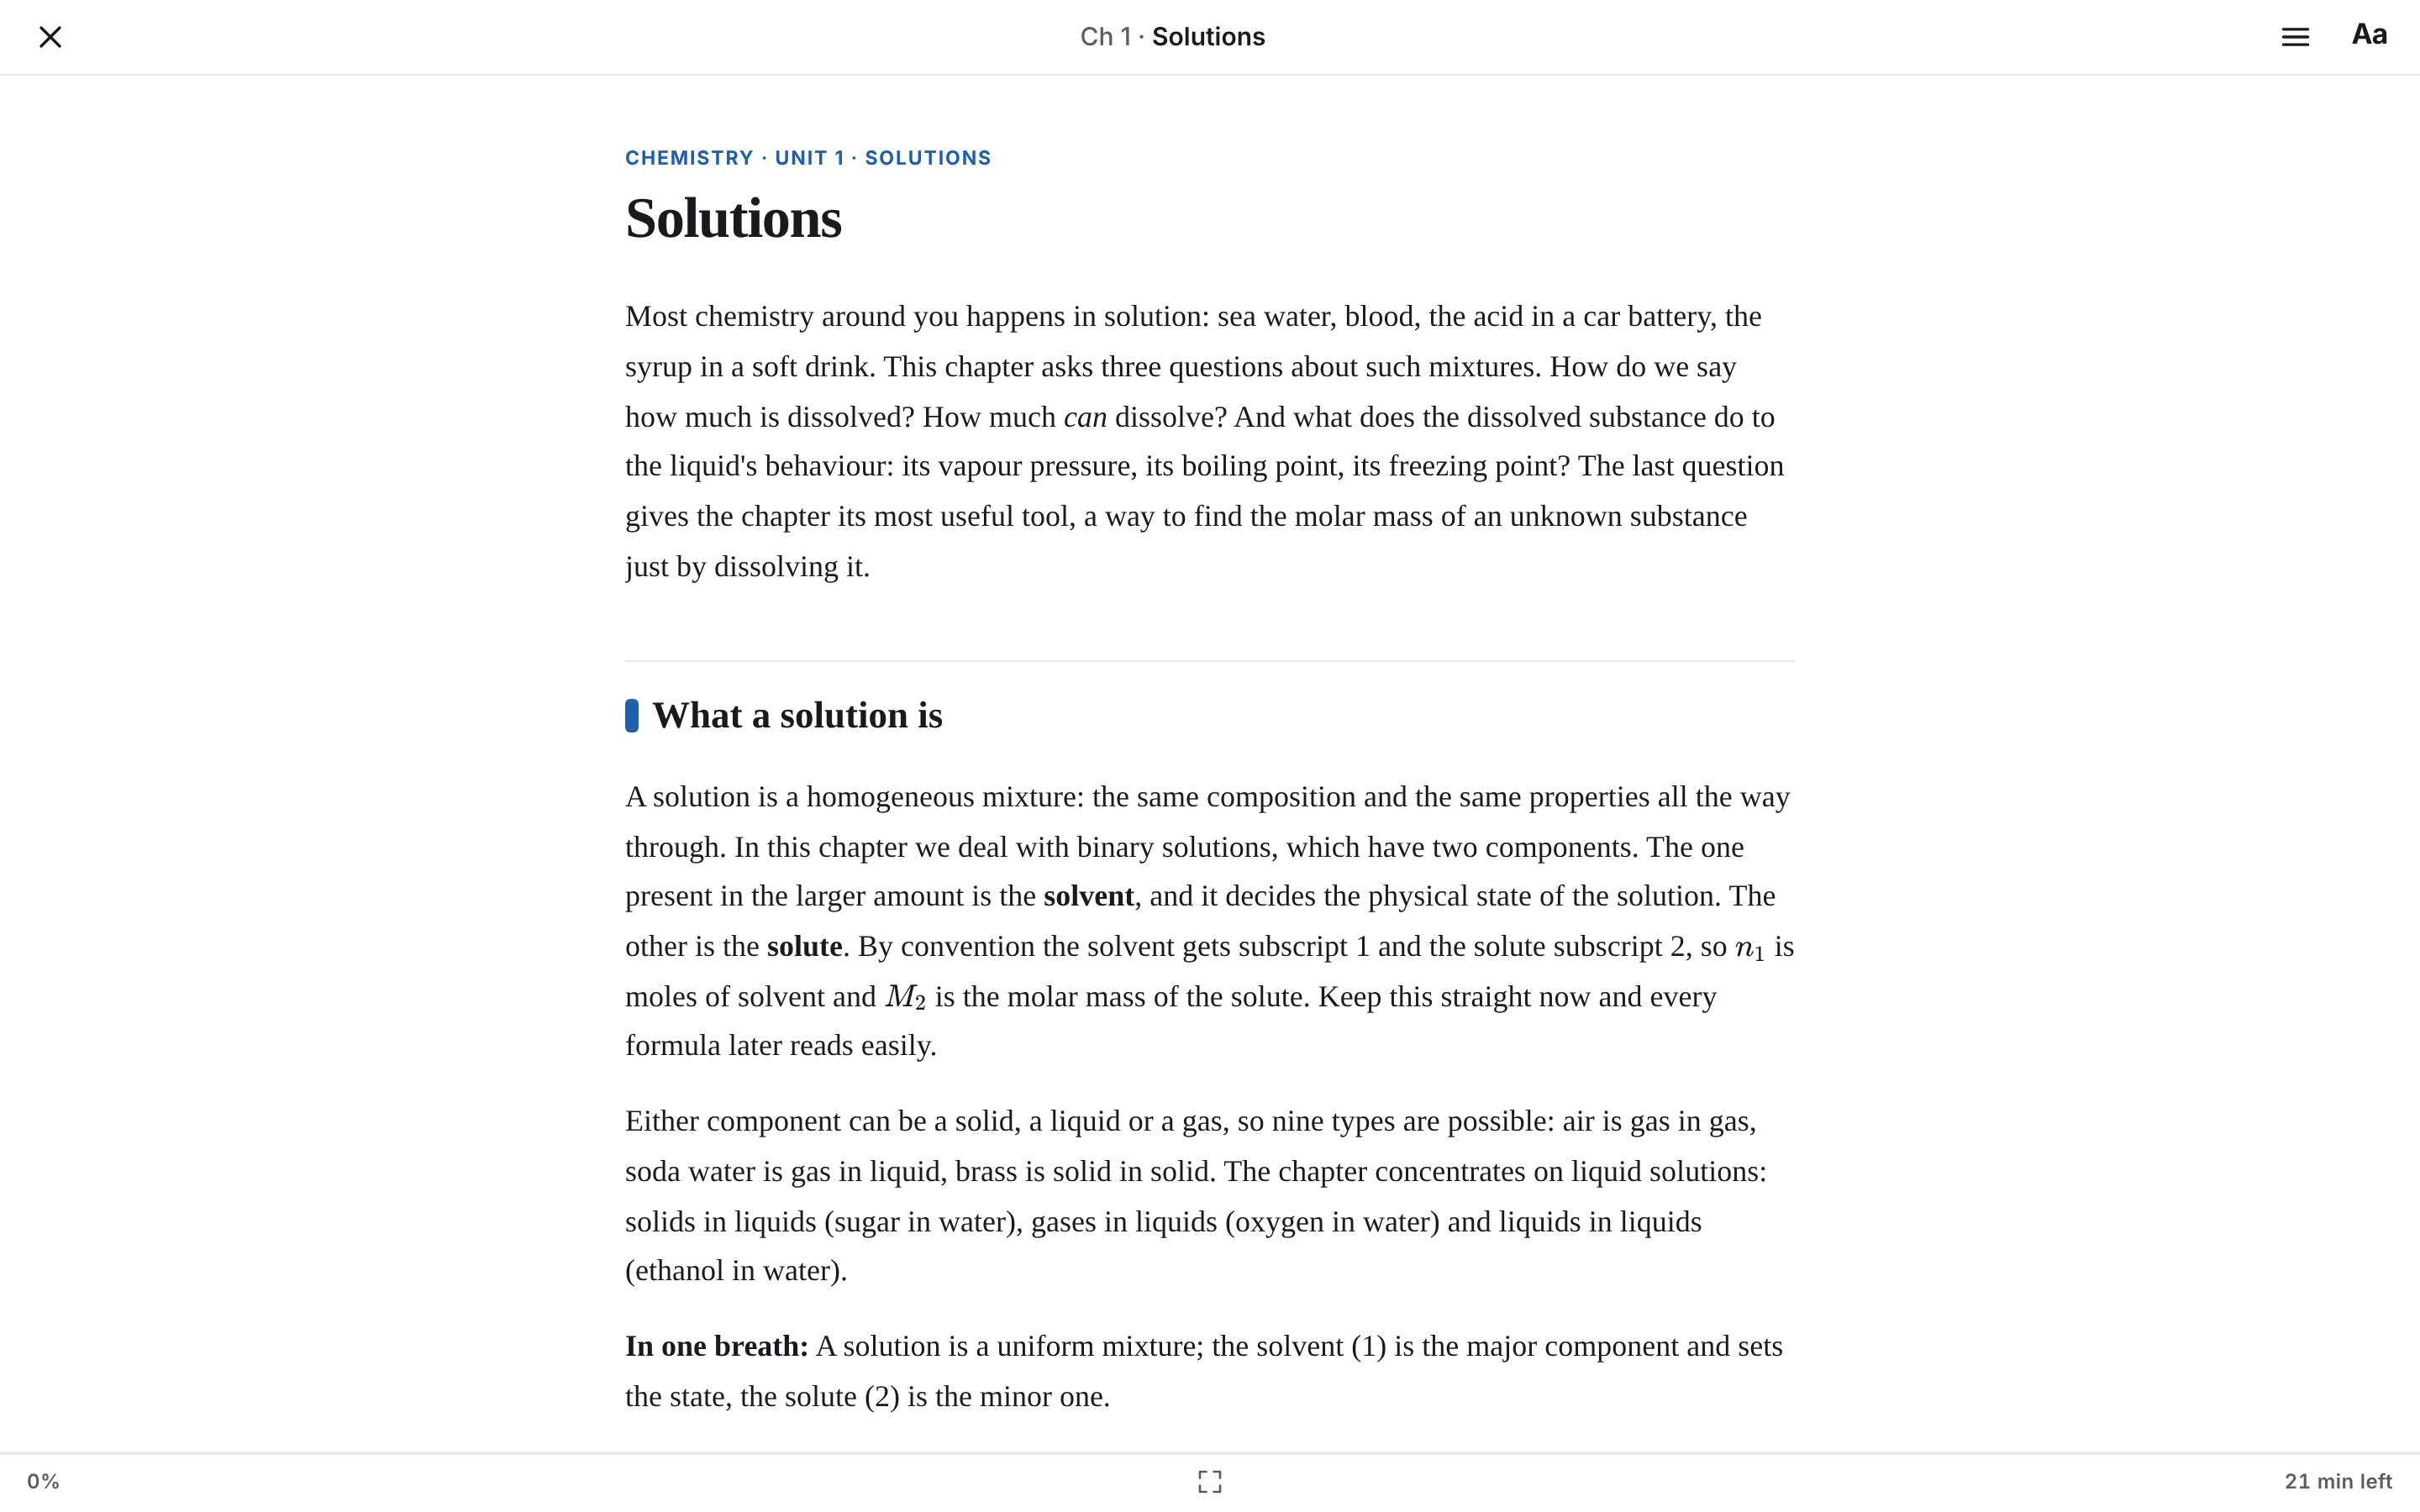 Ch 1 · Solutions
Aa
CHEMISTRY · UNIT 1 · SOLUTIONS
Solutions
Most chemistry around you happens in solution: sea water, blood, the acid in a car battery, the
syrup in a soft drink. This chapter asks three questions about such mixtures. How do we say
how much is dissolved? How much can dissolve? And what does the dissolved substance do to
the liquid's behaviour: its vapour pressure, its boiling point, its freezing point? The last question
gives the chapter its most useful tool, a way to find the molar mass of an unknown substance
just by dissolving it.
What a solution is
A solution is a homogeneous mixture: the same composition and the same properties all the way
through. In this chapter we deal with binary solutions, which have two components. The one
present in the larger amount is the solvent, and it decides the physical state of the solution. The
other is the solute. By convention the solvent gets subscript 1 and the solute subscript 2, so n₁ is
moles of solvent and M₂ is the molar mass of the solute. Keep this straight now and every
formula later reads easily.
Either component can be a solid, a liquid or a gas, so nine types are possible: air is gas in gas,
soda water is gas in liquid, brass is solid in solid. The chapter concentrates on liquid solutions:
solids in liquids (sugar in water), gases in liquids (oxygen in water) and liquids in liquids
(ethanol in water).
In one breath: A solution is a uniform mixture; the solvent (1) is the major component and sets
the state, the solute (2) is the minor one.
0%
21 min left